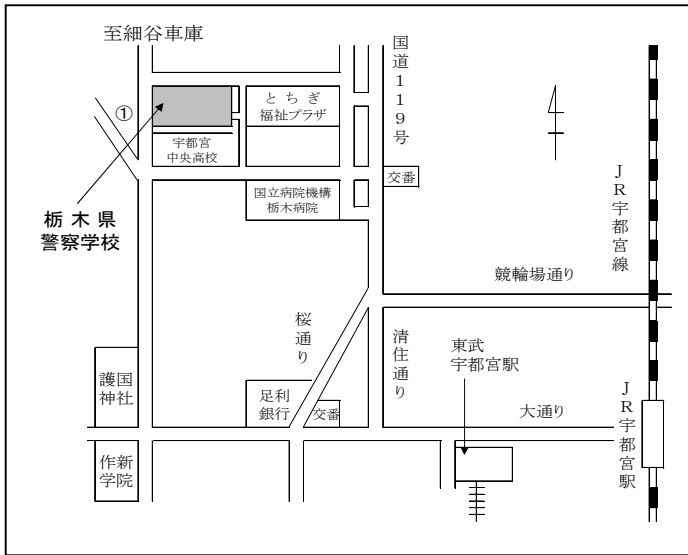 至細谷車庫
国道119号
①
とちぎ
福祉プラザ
宇都宮
中央高校
交番
国立病院機構
栃木病院
栃木県
警察学校
JR宇都宮線
競輪場通り
桜通り
清住通り
東武
宇都宮駅
護国
神社
足利
銀行
交番
大通り
JR宇都宮駅
作新
学院